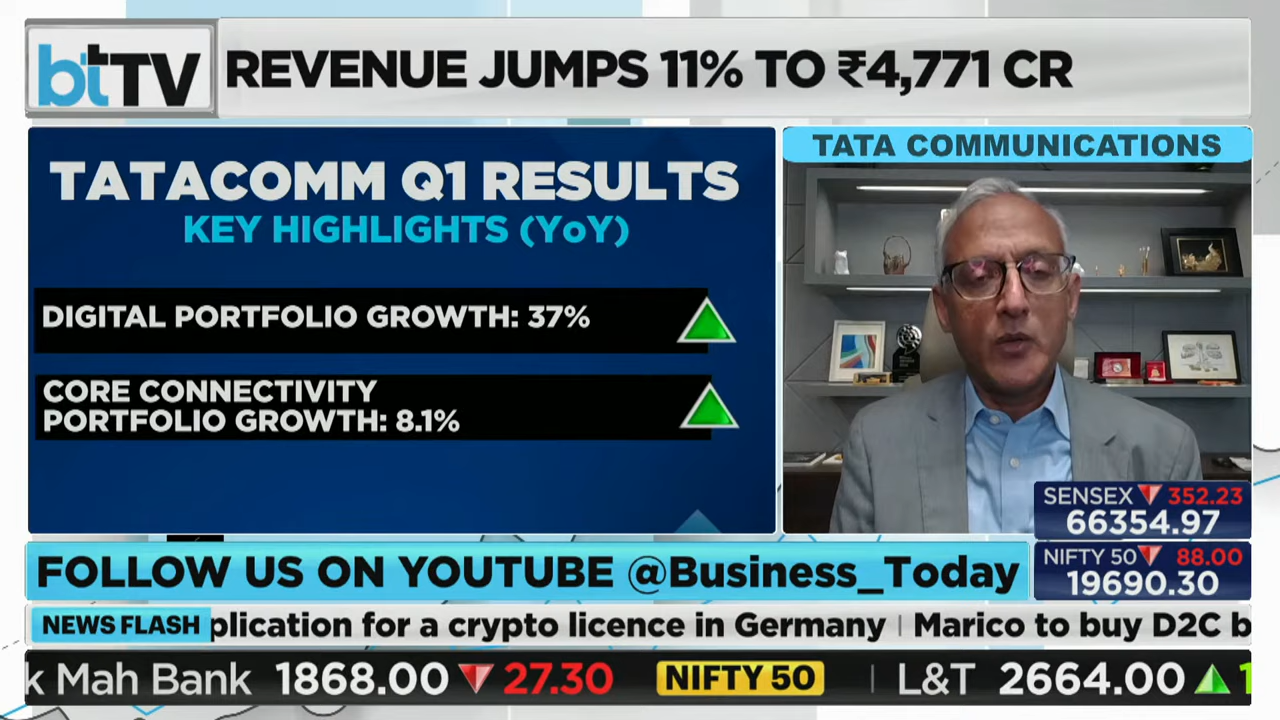 btTV
REVENUE JUMPS 11% TO ₹4,771 CR
TATACOMM Q1 RESULTS
KEY HIGHLIGHTS (YoY)
DIGITAL PORTFOLIO GROWTH: 37%
CORE CONNECTIVITY
PORTFOLIO GROWTH: 8.1%
TATA COMMUNICATIONS
SENSEX 352.23
66354.97
NIFTY 50 88.00
19690.30
FOLLOW US ON YOUTUBE @Business_Today
NEWS FLASH plication for a crypto licence in Germany | Marico to buy D2C b
k Mah Bank 1868.00 27.30 NIFTY 50 | L&T 2664.00 1